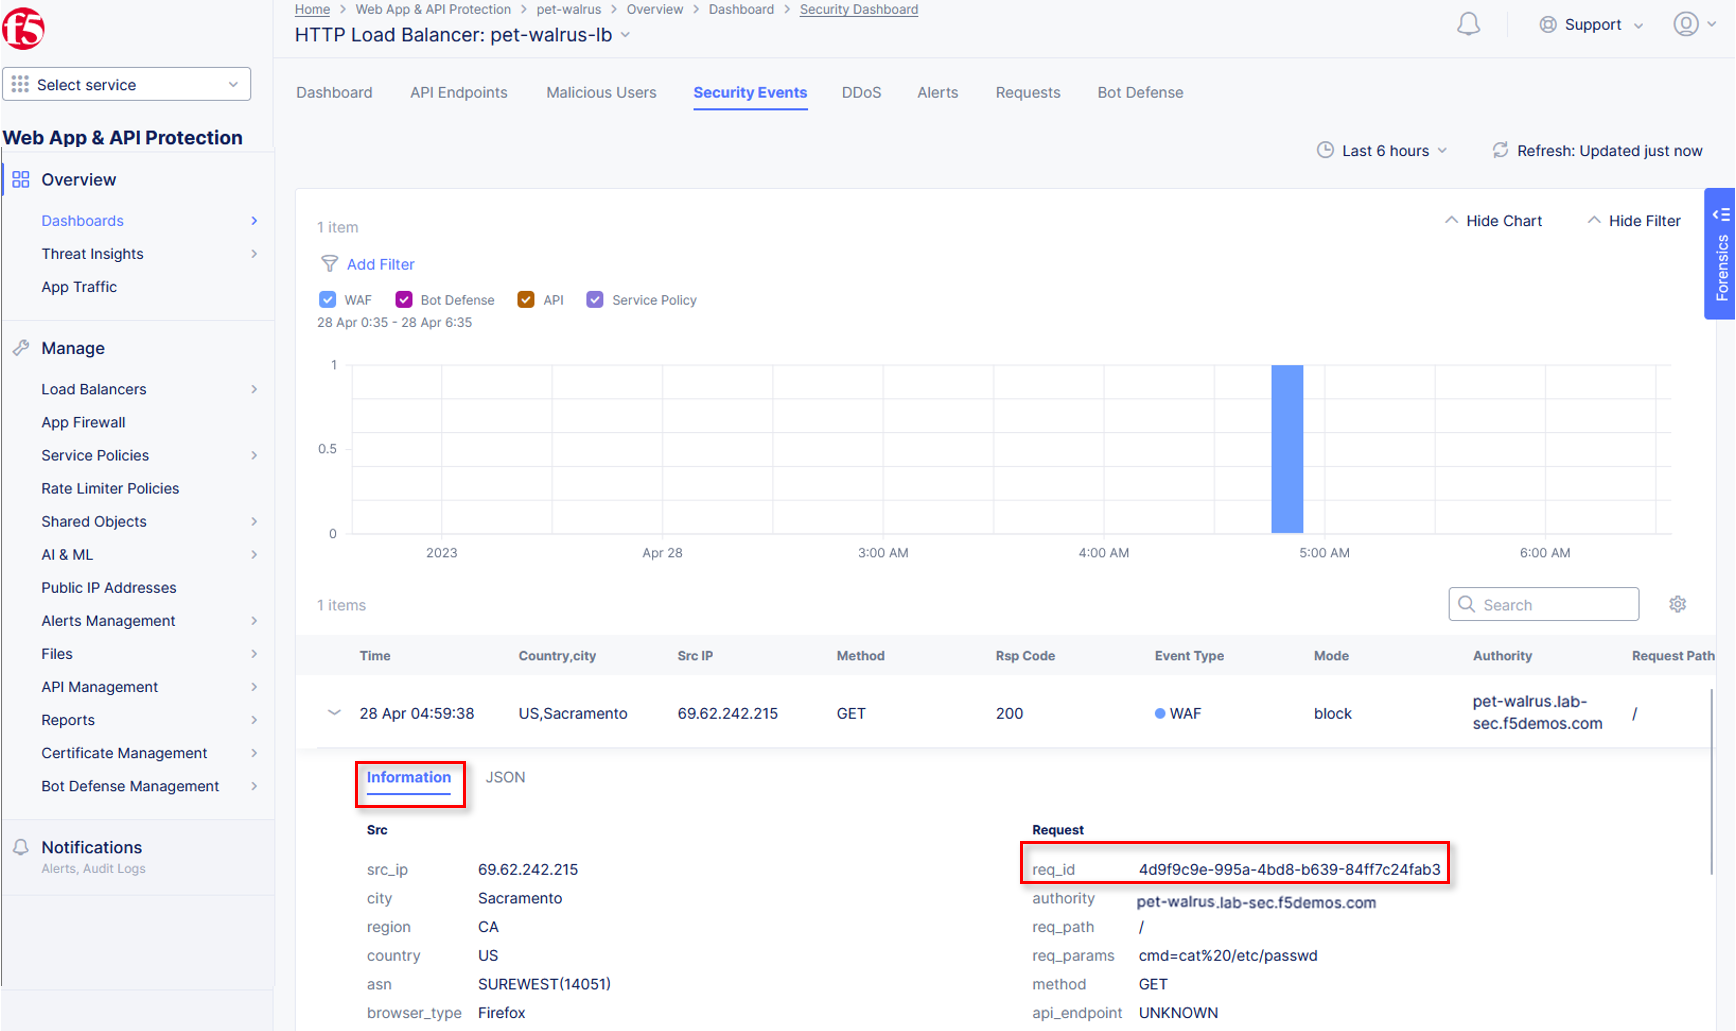 f5
Home > Web App & API Protection > pet-walrus > Overview > Dashboard > Security Dashboard
HTTP Load Balancer: pet-walrus-lb
Support
Select service
Dashboard API Endpoints Malicious Users Security Events DDoS Alerts Requests Bot Defense
Web App & API Protection
Last 6 hours
Refresh: Updated just now
Overview
Dashboards
Threat Insights
App Traffic
Manage
Load Balancers
App Firewall
Service Policies
Rate Limiter Policies
Shared Objects
AI & ML
Public IP Addresses
Alerts Management
Files
API Management
Reports
Certificate Management
Bot Defense Management
Notifications
Alerts, Audit Logs
1 item
Hide Chart
Hide Filter
Forensics
Add Filter
WAF Bot Defense API Service Policy
28 Apr 0:35 - 28 Apr 6:35
1
0.5
0
2023 Apr 28 3:00 AM 4:00 AM 5:00 AM 6:00 AM
1 items
Search
Time Country,city Src IP Method Rsp Code Event Type Mode Authority Request Path
28 Apr 04:59:38 US,Sacramento 69.62.242.215 GET 200 WAF block pet-walrus.lab-
sec.f5demos.com /
Information JSON
Src
src_ip 69.62.242.215
city Sacramento
region CA
country US
asn SUREWEST(14051)
browser_type Firefox
Request
req_id 4d9f9c9e-995a-4bd8-b639-84ff7c24fab3
authority pet-walrus.lab-sec.f5demos.com
req_path /
req_params cmd=cat%20/etc/passwd
method GET
api_endpoint UNKNOWN